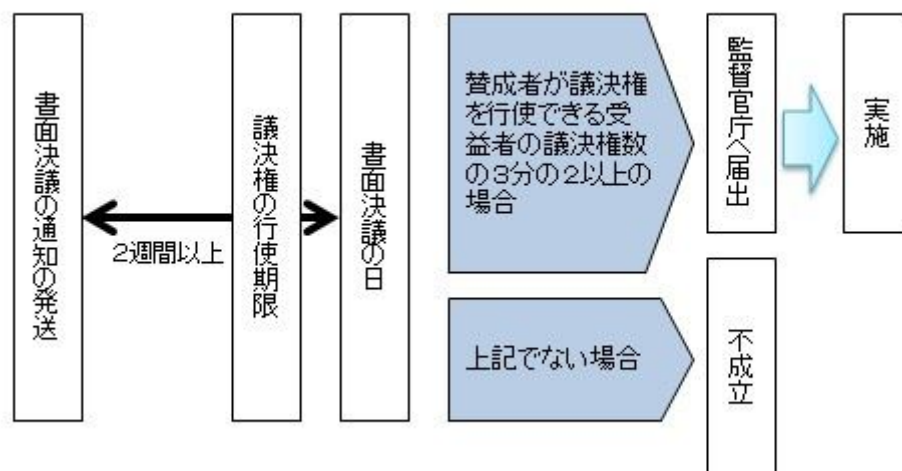 書面決議の通知の発送
2週間以上
議決権の行使期限
書面決議の日
賛成者が議決権
を行使できる受
益者の議決権数
の3分の2以上の
場合
監督官庁へ届出
実施
上記でない場合
不成立